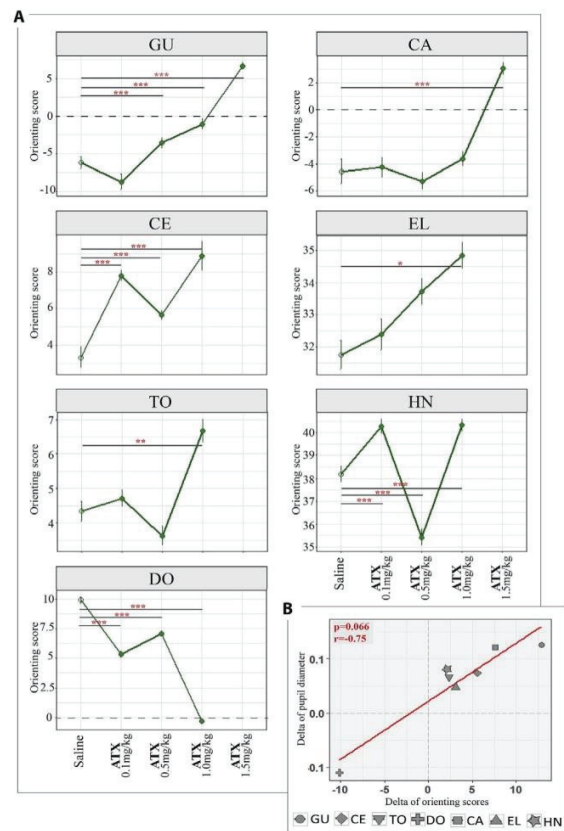 A
GU
Orienting score
5
0
-5
-10
***
***
***
CA
Orienting score
2
0
-2
-4
-6
***
CE
Orienting score
8
6
4
***
***
***
EL
Orienting score
35
34
33
32
*
TO
Orienting score
7
6
4
**
HN
Orienting score
40
39
38
37
36
35
***
***
***
Saline
ATX
0.1mg/kg
ATX
0.5mg/kg
ATX
1.0mg/kg
ATX
1.5mg/kg
DO
Orienting score
10
7.5
5
2.5
0
***
***
***
Saline
ATX
0.1mg/kg
ATX
0.5mg/kg
ATX
1.0mg/kg
ATX
1.5mg/kg
B
p=0.066
r=-0.75
Delta of pupil diameter
0.1
0.0
-0.1
-10
-5
0
5
10
Delta of orienting scores
GU CE TO DO CA EL HN